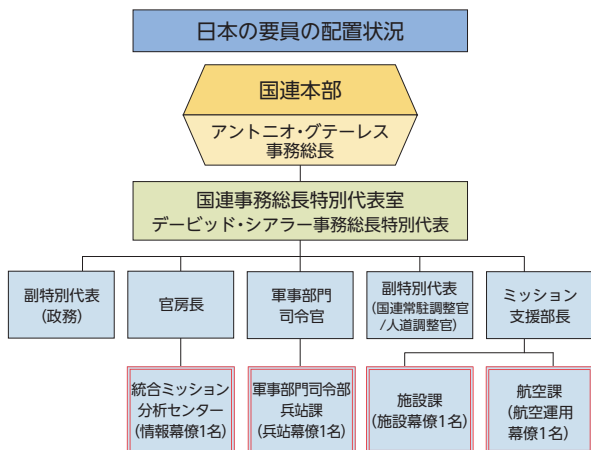 日本の要員の配置状況
国連本部
アントニオ・グテーレス
事務総長
国連事務総長特別代表室
デービッド・シアラー事務総長特別代表
副特別代表
(政務)
官房長
軍事部門
司令官
副特別代表
(国連常駐調整官
/人道調整官)
ミッション
支援部長
統合ミッション
分析センター
(情報幕僚1名)
軍事部門司令部
兵站課
(兵站幕僚1名)
施設課
(施設幕僚1名)
航空課
(航空運用
幕僚1名)